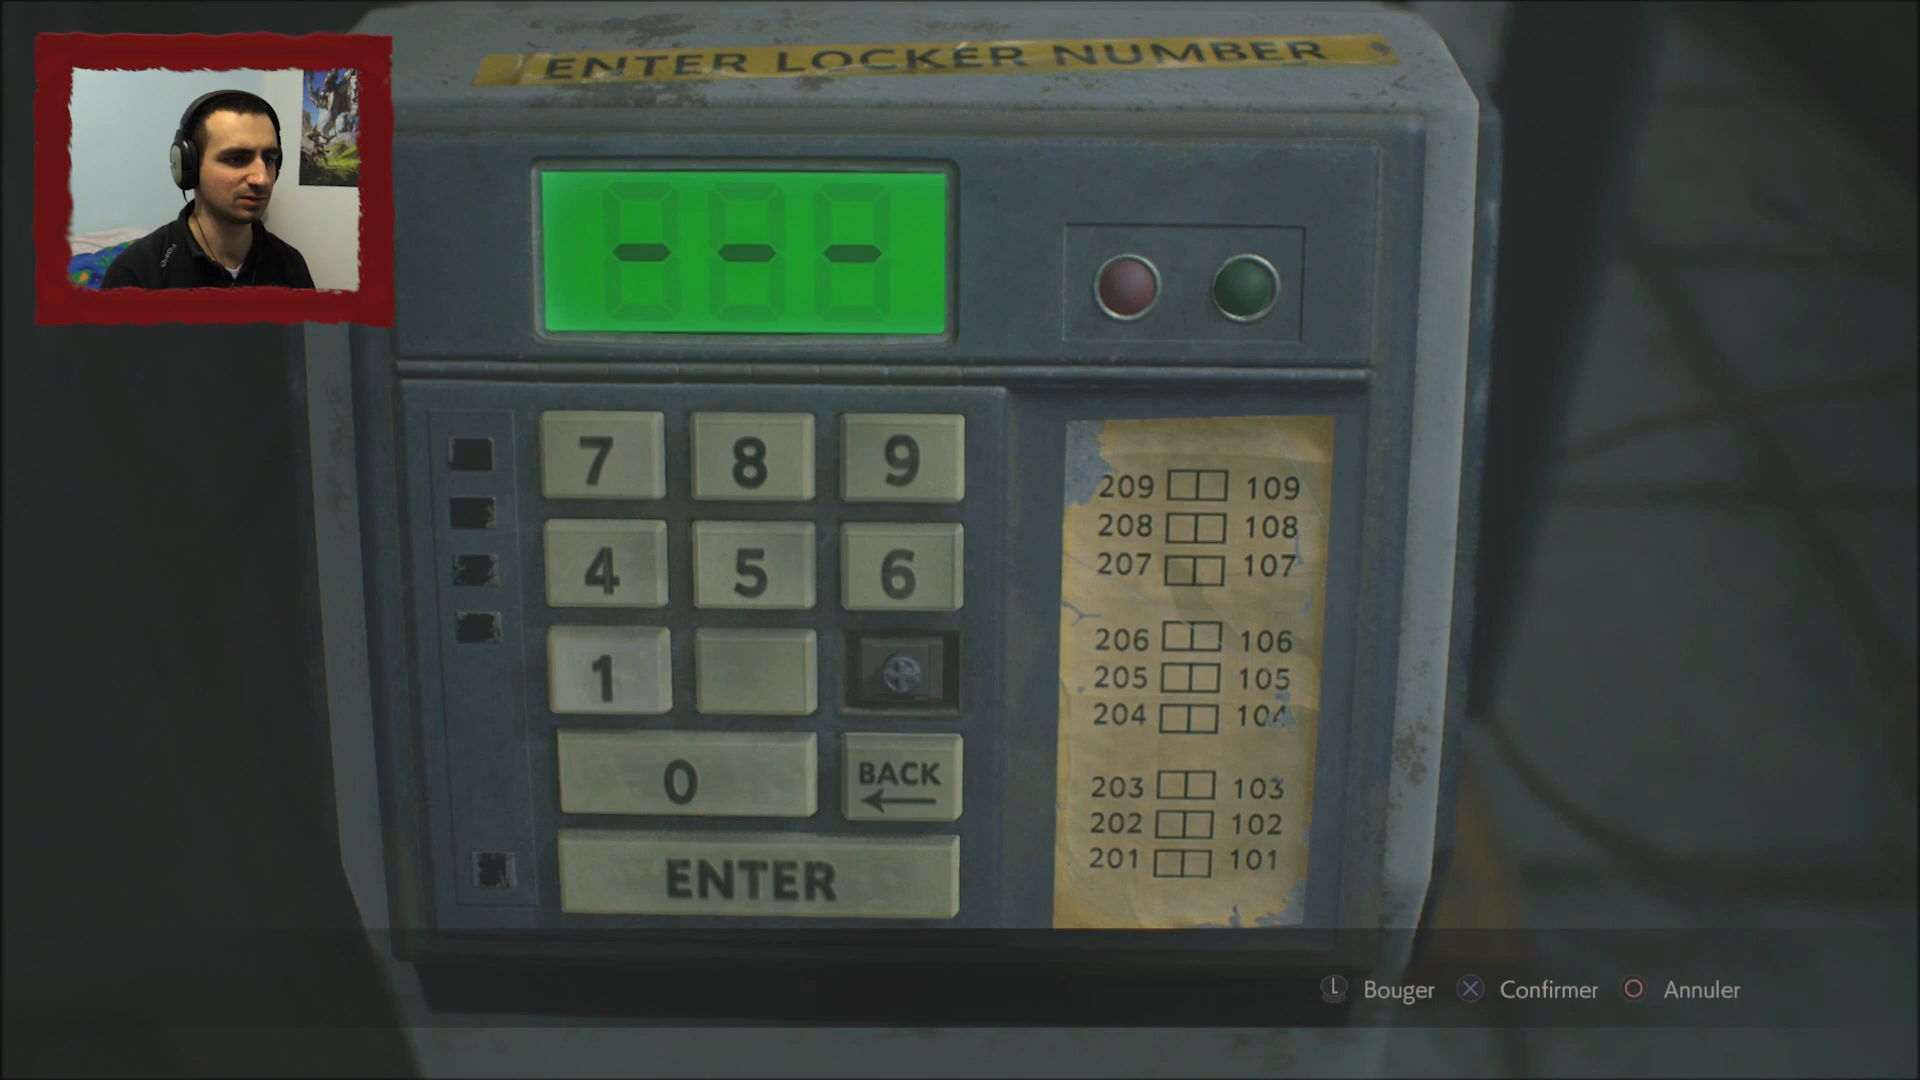 ENTER LOCKER NUMBER
7 8 9
4 5 6
1
0 BACK
ENTER
209 109
208 108
207 107
206 106
205 105
204 104
203 103
202 102
201 101
L Bouger Confirmer Annuler